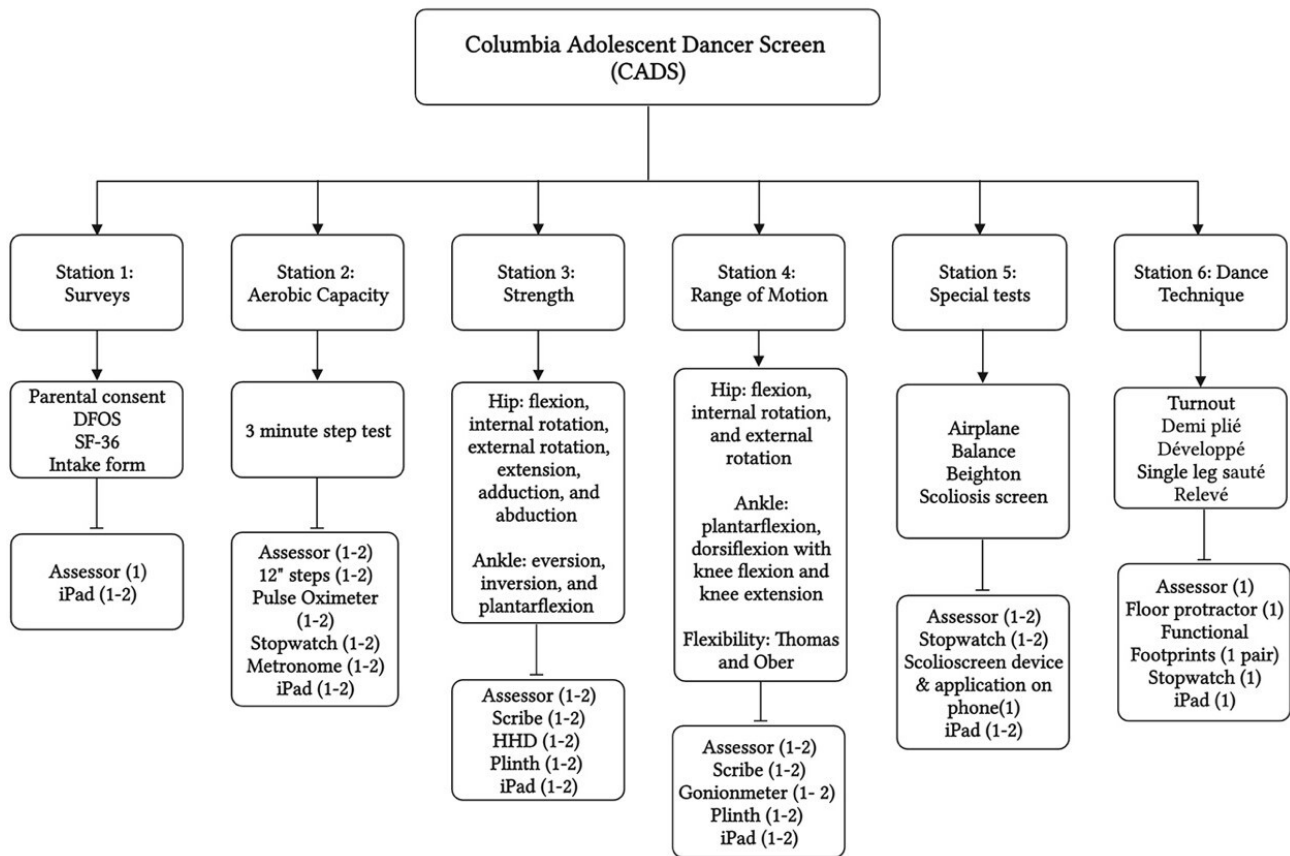 Columbia Adolescent Dancer Screen
(CADS)
Station 1:
Surveys
Station 2:
Aerobic Capacity
Station 3:
Strength
Station 4:
Range of Motion
Station 5:
Special tests
Station 6: Dance
Technique
Parental consent
DFOS
SF-36
Intake form
3 minute step test
Hip: flexion,
internal rotation,
external rotation,
extension,
adduction, and
abduction
Ankle: eversion,
inversion, and
plantarflexion
Hip: flexion,
internal rotation,
and external
rotation
Ankle:
plantarflexion,
dorsiflexion with
knee flexion and
knee extension
Flexibility: Thomas
and Ober
Airplane
Balance
Beighton
Scoliosis screen
Turnout
Demi plié
Développé
Single leg sauté
Relevé
Assessor (1)
iPad (1-2)
Assessor (1-2)
12" steps (1-2)
Pulse Oximeter
(1-2)
Stopwatch (1-2)
Metronome (1-2)
iPad (1-2)
Assessor (1-2)
Scribe (1-2)
HHD (1-2)
Plinth (1-2)
iPad (1-2)
Assessor (1-2)
Scribe (1-2)
Gonionmeter (1- 2)
Plinth (1-2)
iPad (1-2)
Assessor (1-2)
Stopwatch (1-2)
Scolioscreen device
& application on
phone(1)
iPad (1-2)
Assessor (1)
Floor protractor (1)
Functional
Footprints (1 pair)
Stopwatch (1)
iPad (1)